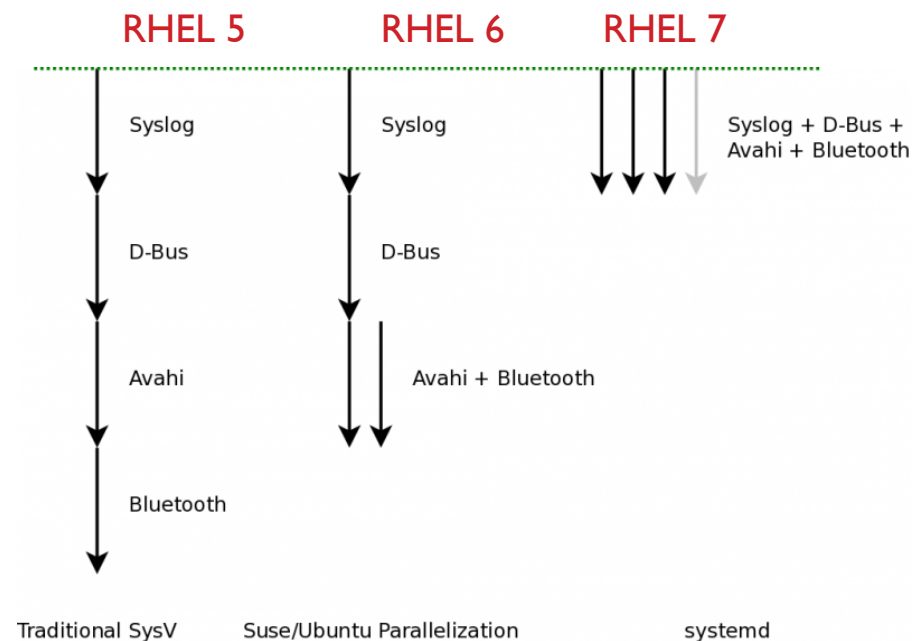 RHEL 5
RHEL 6
RHEL 7
Syslog
D-Bus
Avahi
Bluetooth
Syslog
D-Bus
Avahi + Bluetooth
Syslog + D-Bus +
Avahi + Bluetooth
Traditional SysV
Suse/Ubuntu Parallelization
systemd